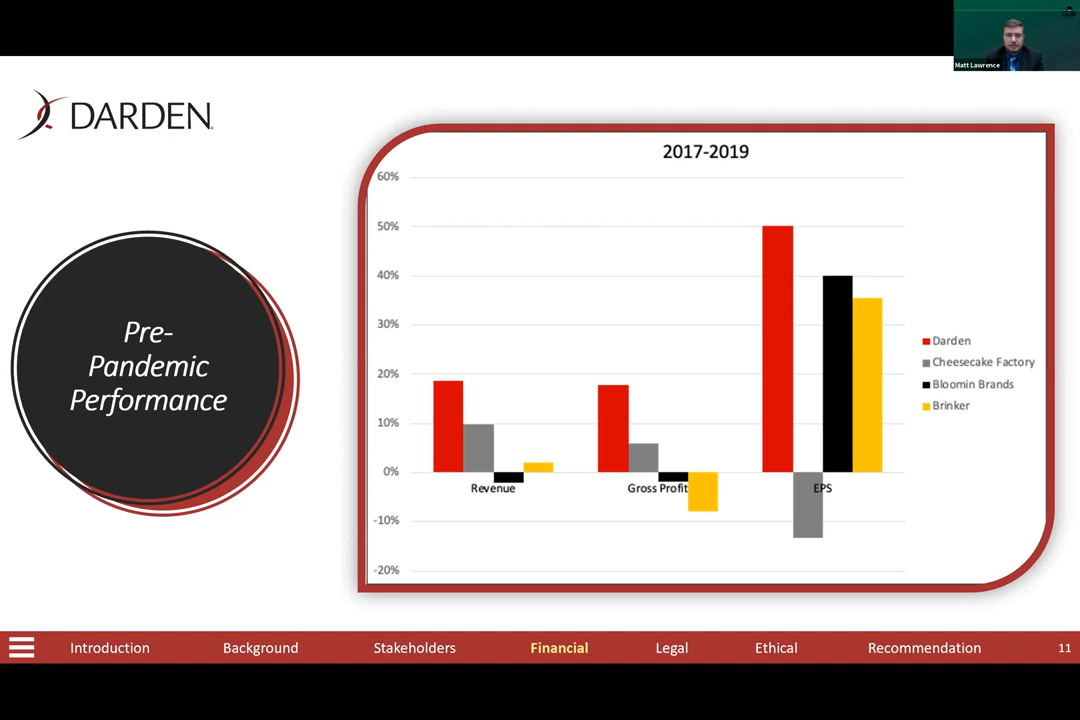 Matt Lawrence
DARDEN
Pre-
Pandemic
Performance
2017-2019
60%
50%
40%
30%
20%
10%
0%
-10%
-20%
Revenue
Gross Profit
EPS
Darden
Cheesecake Factory
Bloomin Brands
Brinker
Introduction Background Stakeholders Financial Legal Ethical Recommendation 11